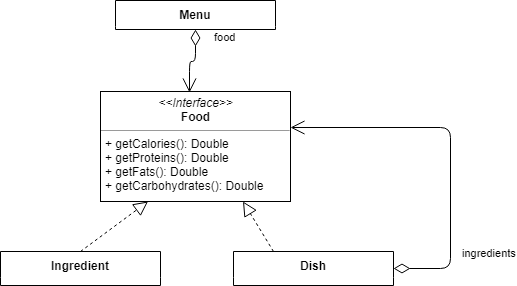 Menu
food
<<Interface>>
Food
+ getCalories(): Double
+ getProteins(): Double
+ getFats(): Double
+ getCarbohydrates(): Double
ingredients
Ingredient
Dish